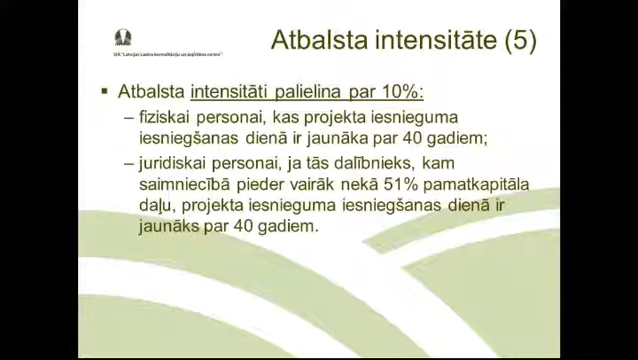 Atbalsta intensitāte (5)
SIA "Latvijas Lauku konsultāciju un izglītības centrs"
▪ Atbalsta intensitāti palielina par 10%:
– fiziskai personai, kas projekta iesnieguma
iesniegšanas dienā ir jaunāka par 40 gadiem;
– juridiskai personai, ja tās dalībnieks, kam
saimniecībā pieder vairāk nekā 51% pamatkapitāla
daļu, projekta iesnieguma iesniegšanas dienā ir
jaunāks par 40 gadiem.